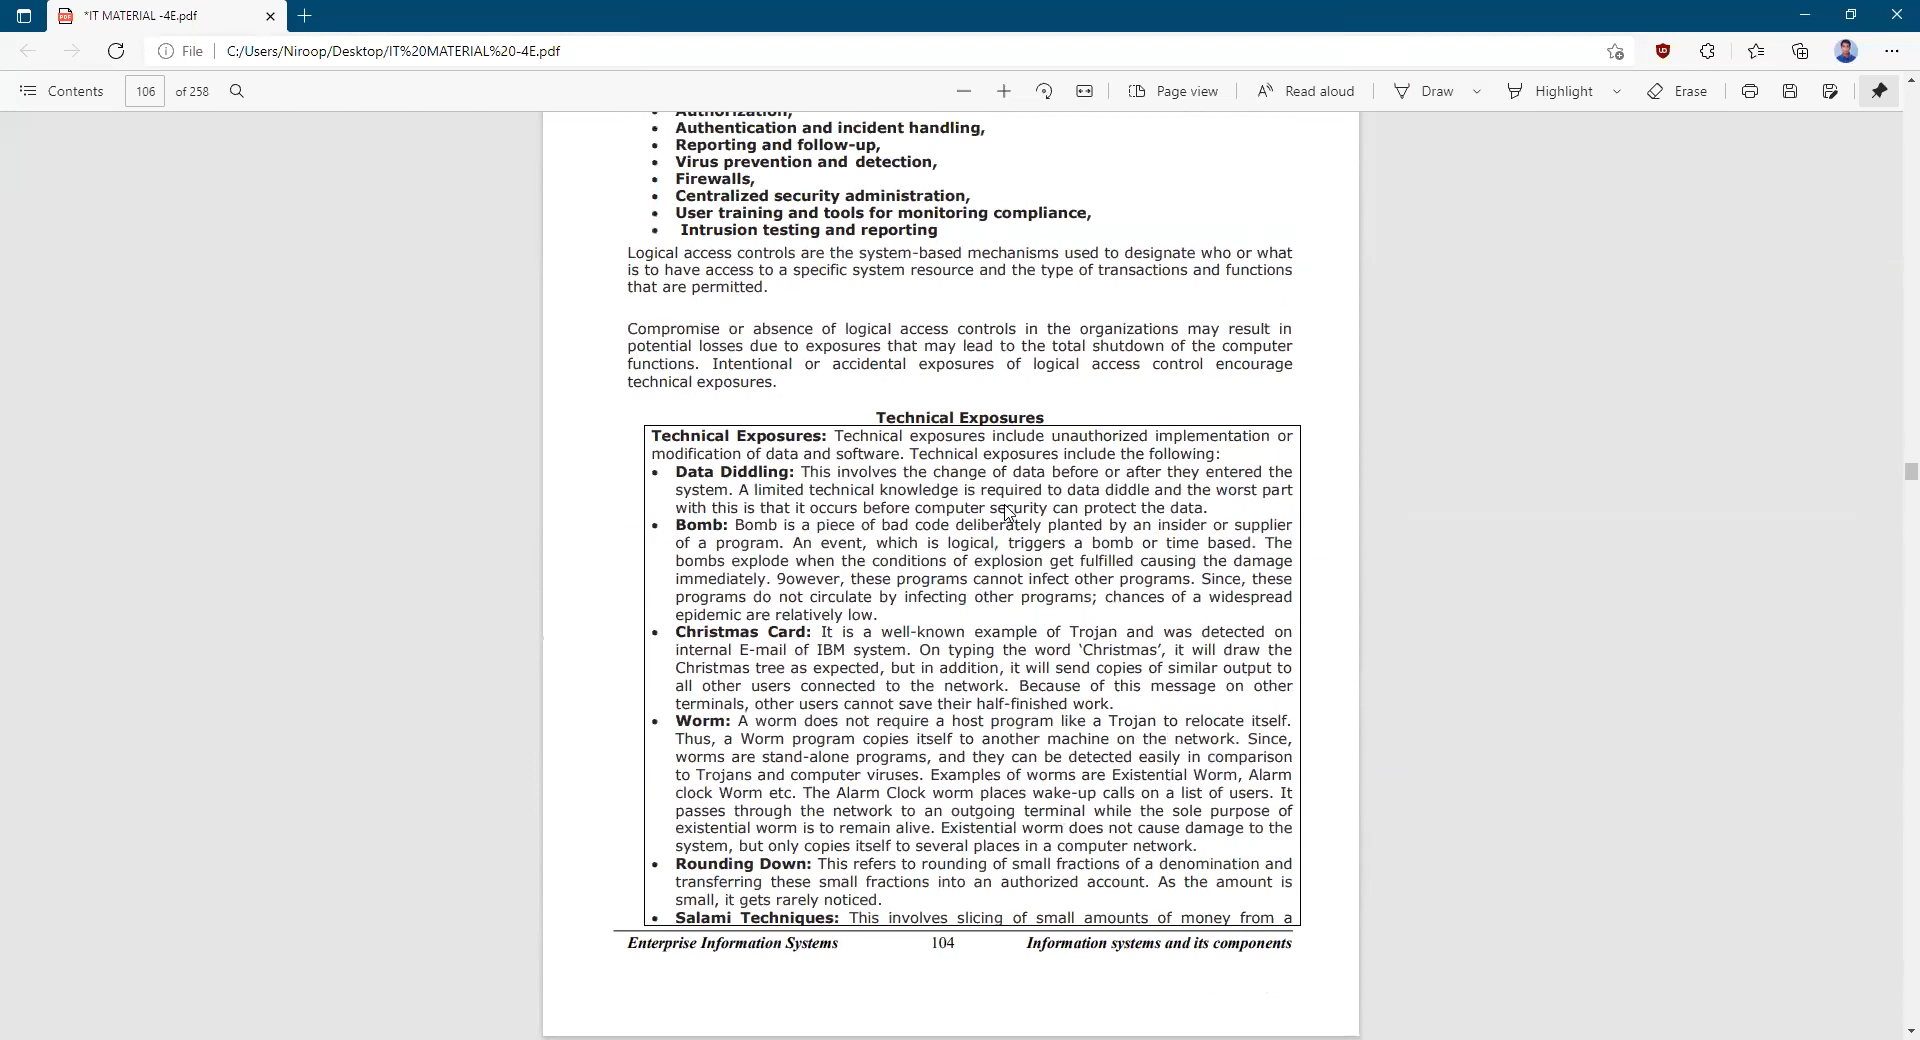 *IT MATERIAL -4E.pdf
File C:/Users/Niroop/Desktop/IT%20MATERIAL%20-4E.pdf
Contents 106 of 258 Page view Read aloud Draw Highlight Erase
• Authorization,
• Authentication and incident handling,
• Reporting and follow-up,
• Virus prevention and detection,
• Firewalls,
• Centralized security administration,
• User training and tools for monitoring compliance,
• Intrusion testing and reporting
Logical access controls are the system-based mechanisms used to designate who or what
is to have access to a specific system resource and the type of transactions and functions
that are permitted.
Compromise or absence of logical access controls in the organizations may result in
potential losses due to exposures that may lead to the total shutdown of the computer
functions. Intentional or accidental exposures of logical access control encourage
technical exposures.
Technical Exposures
Technical Exposures: Technical exposures include unauthorized implementation or
modification of data and software. Technical exposures include the following:
• Data Diddling: This involves the change of data before or after they entered the
system. A limited technical knowledge is required to data diddle and the worst part
with this is that it occurs before computer security can protect the data.
• Bomb: Bomb is a piece of bad code deliberately planted by an insider or supplier
of a program. An event, which is logical, triggers a bomb or time based. The
bombs explode when the conditions of explosion get fulfilled causing the damage
immediately. 9owever, these programs cannot infect other programs. Since, these
programs do not circulate by infecting other programs; chances of a widespread
epidemic are relatively low.
• Christmas Card: It is a well-known example of Trojan and was detected on
internal E-mail of IBM system. On typing the word ‘Christmas’, it will draw the
Christmas tree as expected, but in addition, it will send copies of similar output to
all other users connected to the network. Because of this message on other
terminals, other users cannot save their half-finished work.
• Worm: A worm does not require a host program like a Trojan to relocate itself.
Thus, a Worm program copies itself to another machine on the network. Since,
worms are stand-alone programs, and they can be detected easily in comparison
to Trojans and computer viruses. Examples of worms are Existential Worm, Alarm
clock Worm etc. The Alarm Clock worm places wake-up calls on a list of users. It
passes through the network to an outgoing terminal while the sole purpose of
existential worm is to remain alive. Existential worm does not cause damage to the
system, but only copies itself to several places in a computer network.
• Rounding Down: This refers to rounding of small fractions of a denomination and
transferring these small fractions into an authorized account. As the amount is
small, it gets rarely noticed.
• Salami Techniques: This involves slicing of small amounts of money from a
Enterprise Information Systems 104 Information systems and its components